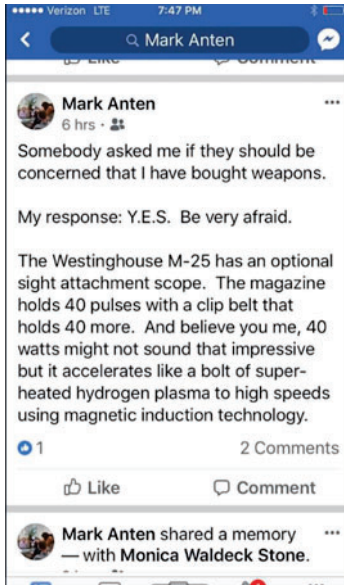 Verizon LTE 7:47 PM
Mark Anten
Like Comment
Mark Anten
6 hrs
Somebody asked me if they should be
concerned that I have bought weapons.
My response: Y.E.S. Be very afraid.
The Westinghouse M-25 has an optional
sight attachment scope. The magazine
holds 40 pulses with a clip belt that
holds 40 more. And believe you me, 40
watts might not sound that impressive
but it accelerates like a bolt of super-
heated hydrogen plasma to high speeds
using magnetic induction technology.
1 2 Comments
Like Comment
Mark Anten shared a memory
— with Monica Waldeck Stone.